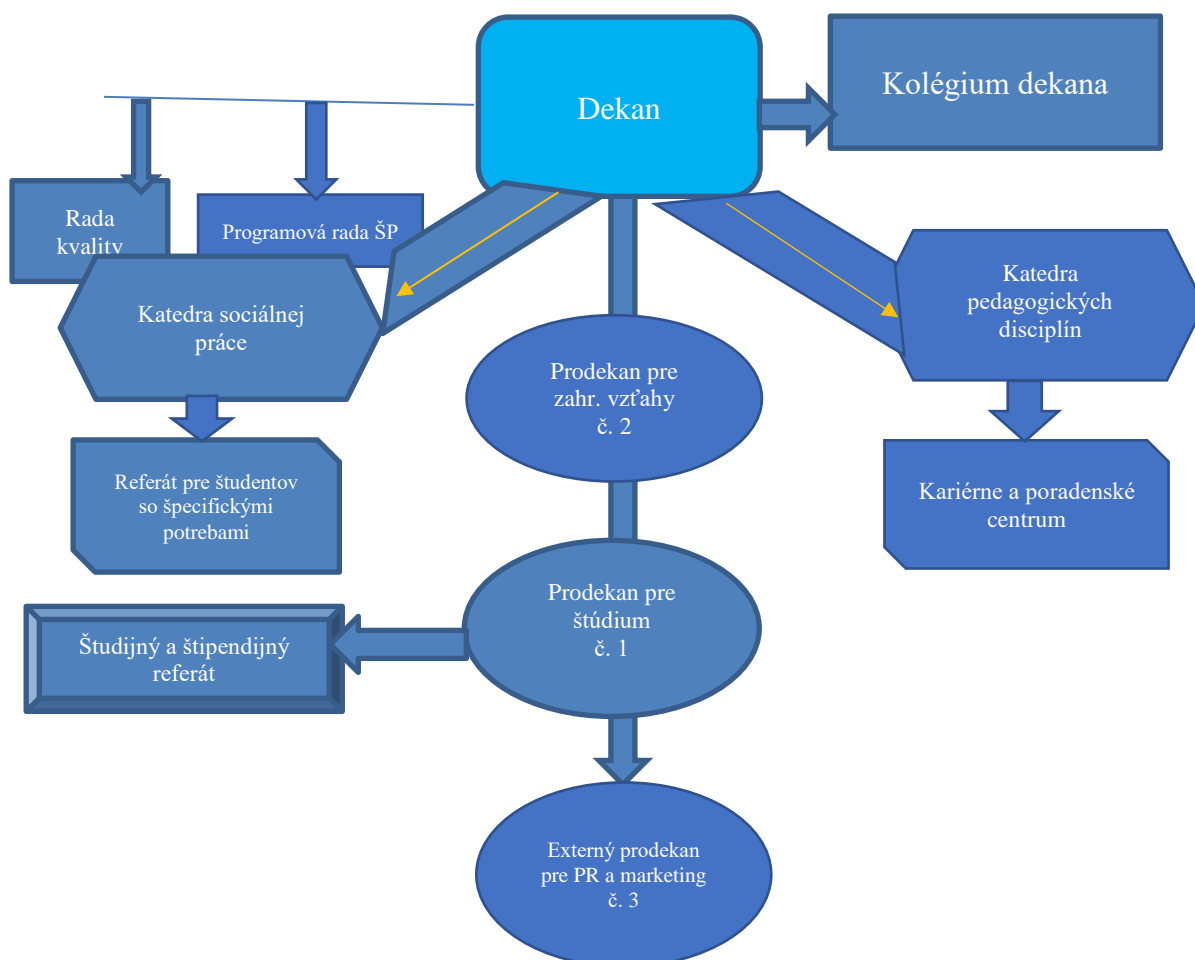 Dekan
Kolégium dekana
Rada
kvality
Programová rada ŠP
Katedra sociálnej
práce
Katedra
pedagogických
disciplín
Prodekan pre
zahr. vzťahy
č. 2
Referát pre študentov
so špecifickými
potrebami
Kariérne a poradenské
centrum
Prodekan pre
štúdium
č. 1
Študijný a štipendijný
referát
Externý prodekan
pre PR a marketing
č. 3